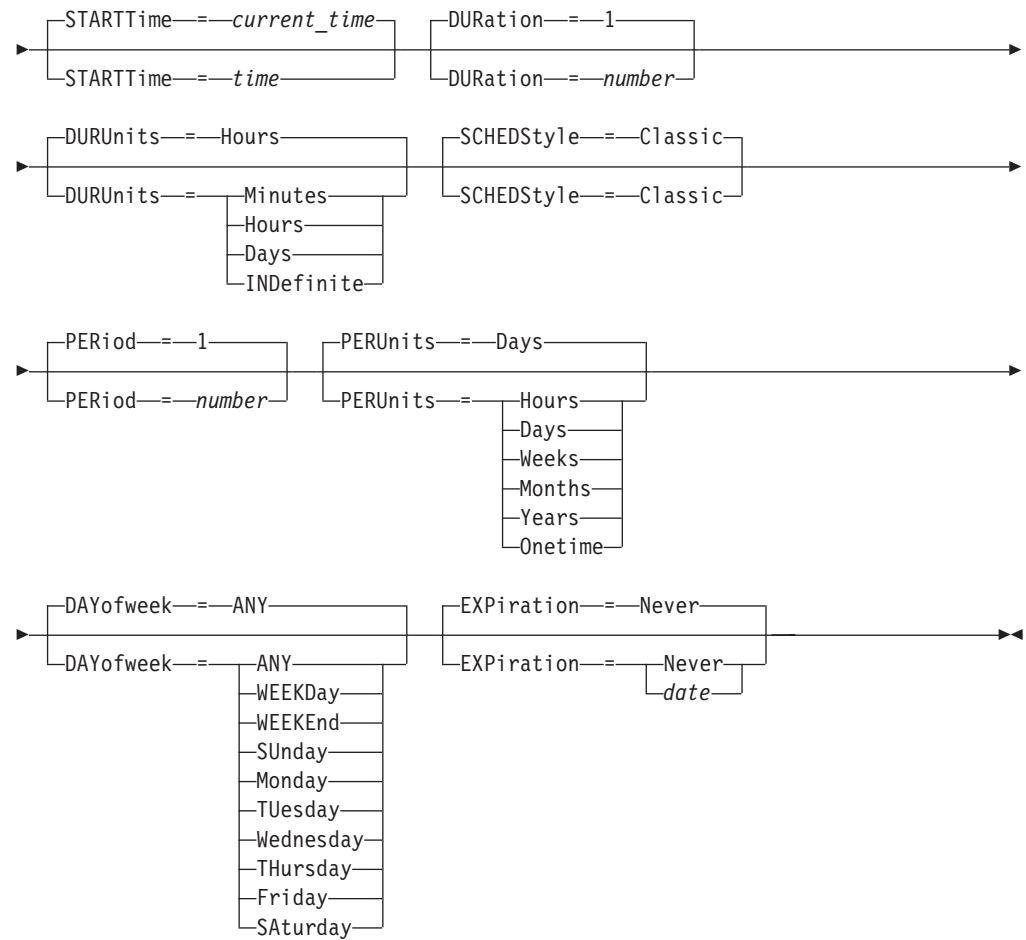 STARTTime = current_time DURation = 1
STARTTime = time DURation = number
DURUnits = Hours SCHEDStyle = Classic
DURUnits = Minutes SCHEDStyle = Classic
Hours
Days
INDefinite
PERiod = 1 PERUnits = Days
PERiod = number PERUnits = Hours
Days
Weeks
Months
Years
Onetime
DAYofweek = ANY EXPiration = Never
DAYofweek = ANY EXPiration = Never
WEEKDay date
WEEKEnd
SUnday
Monday
TUesday
Wednesday
THursday
Friday
SAturday